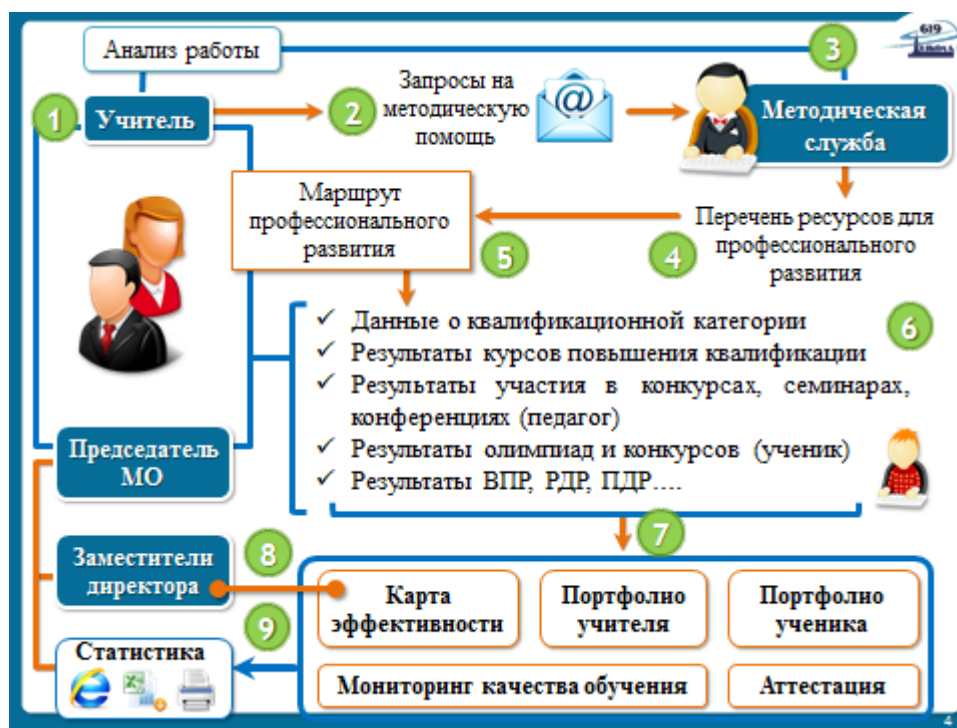 Анализ работы
619
3
1
Учитель
2
Запросы на
методическую
помощь
@
Методическая
служба
Маршрут
профессионального
развития
5
4
Перечень ресурсов для
профессионального
развития
6
✓ Данные о квалификационной категории
✓ Результаты курсов повышения квалификации
✓ Результаты участия в конкурсах, семинарах,
конференциях (педагог)
✓ Результаты олимпиад и конкурсов (ученик)
✓ Результаты ВПР, РДР, ПДР….
Председатель
МО
7
Заместители
директора
8
Карта
эффективности
Портфолио
учителя
Портфолио
ученика
9
Статистика
Мониторинг качества обучения
Аттестация
4